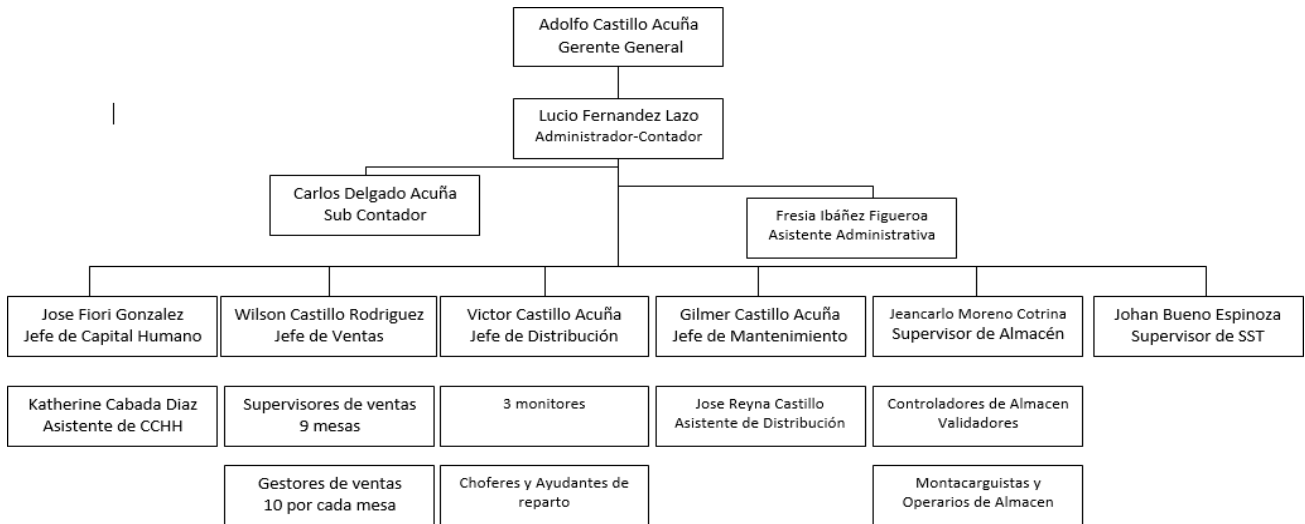 Adolfo Castillo Acuña
Gerente General
Lucio Fernandez Lazo
Administrador-Contador
Carlos Delgado Acuña
Sub Contador
Fresia Ibáñez Figueroa
Asistente Administrativa
Jose Fiori Gonzalez
Jefe de Capital Humano
Wilson Castillo Rodriguez
Jefe de Ventas
Victor Castillo Acuña
Jefe de Distribución
Gilmer Castillo Acuña
Jefe de Mantenimiento
Jeancarlo Moreno Cotrina
Supervisor de Almacén
Johan Bueno Espinoza
Supervisor de SST
Katherine Cabada Diaz
Asistente de CCHH
Supervisores de ventas
9 mesas
3 monitores
Jose Reyna Castillo
Asistente de Distribución
Controladores de Almacen
Validadores
Gestores de ventas
10 por cada mesa
Choferes y Ayudantes de
reparto
Montacarguistas y
Operarios de Almacen